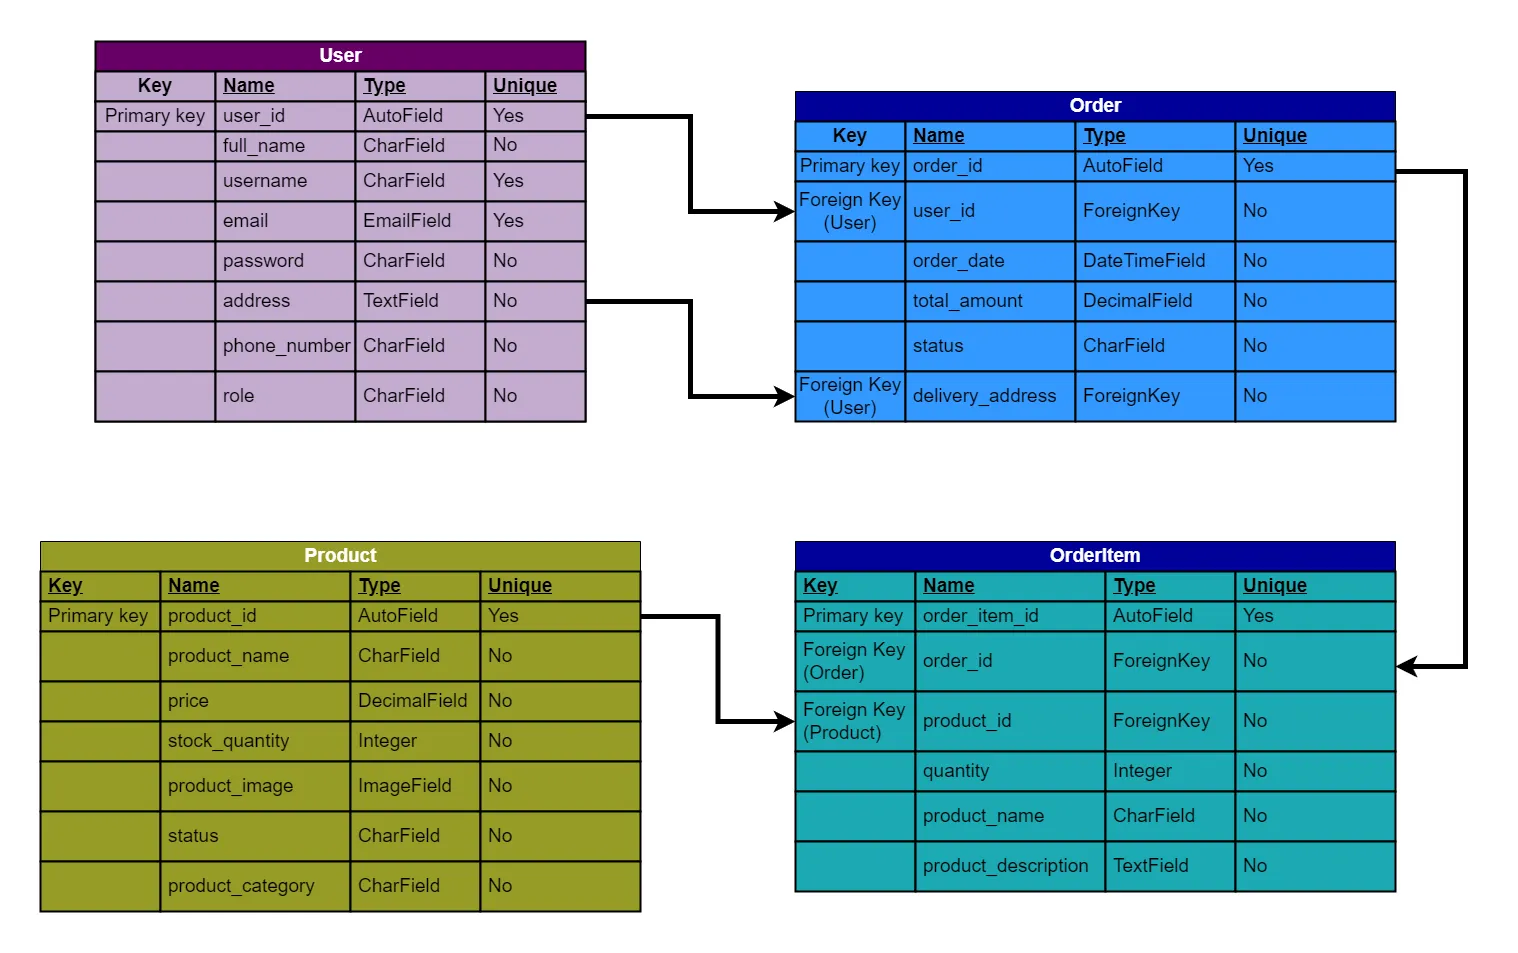 User
Key Name Type Unique
Primary key user_id AutoField Yes
full_name CharField No
username CharField Yes
email EmailField Yes
password CharField No
address TextField No
phone_number CharField No
role CharField No
Order
Key Name Type Unique
Primary key order_id AutoField Yes
Foreign Key
(User) user_id ForeignKey No
order_date DateTimeField No
total_amount DecimalField No
status CharField No
Foreign Key
(User) delivery_address ForeignKey No
Product
Key Name Type Unique
Primary key product_id AutoField Yes
product_name CharField No
price DecimalField No
stock_quantity Integer No
product_image ImageField No
status CharField No
product_category CharField No
OrderItem
Key Name Type Unique
Primary key order_item_id AutoField Yes
Foreign Key
(Order) order_id ForeignKey No
Foreign Key
(Product) product_id ForeignKey No
quantity Integer No
product_name CharField No
product_description TextField No